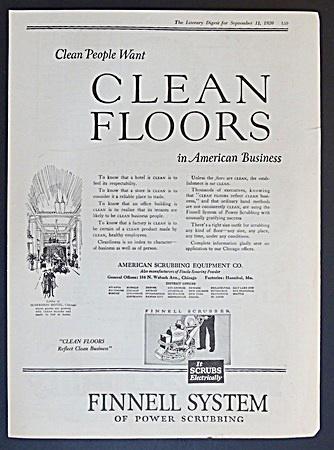 The Literary Digest for September 11, 1920
Clean People Want
CLEAN
FLOORS
in American Business
To know that a hotel is CLEAN is to
feel its respectability.
To know that a store is CLEAN is to
consider it a reliable place to trade.
To know that an office building is
CLEAN is to realize that its tenants are
likely to be CLEAN business people.
To know that a factory is CLEAN is to
be certain of a clean product made by
CLEAN, healthy employees.
Cleanliness is an index to character—
of business as well as of person.
Unless the floors are CLEAN, the estab-
lishment is no CLEAN.
Thousands of executives, KNOWING
that "CLEAN FLOORS reflect CLEAN busi-
ness," and that ordinary hand methods
are not consistently CLEAN, are using the
Finnell System of Power Scrubbing with
unusually gratifying success
There's a right size outfit for scrubbing
any kind of floor—any size, any place,
any time, under any conditions.
Complete information gladly sent on
application to our Chicago offices.
AMERICAN SCRUBBING EQUIPMENT CO.
Also manufacturers of Finola Scouring Powder
General Offices: 184 N. Wabash Ave., Chicago Factories: Hannibal, Mo.
DISTRICT OFFICES
"CLEAN FLOORS
Reflect Clean Business"
FINNELL SCRUBBER
It
SCRUBS
Electrically
FINNELL SYSTEM
OF POWER SCRUBBING